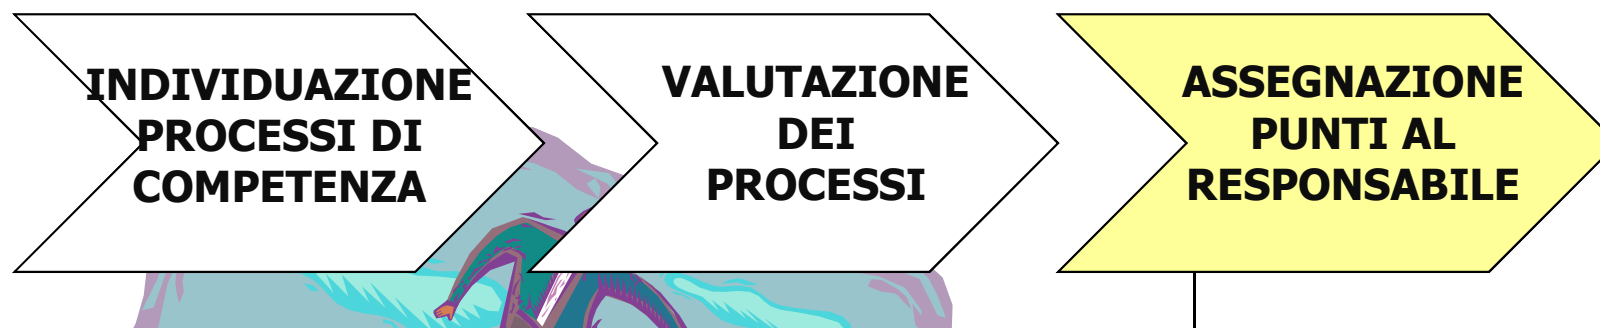 INDIVIDUAZIONE
PROCESSI DI
COMPETENZA
VALUTAZIONE
DEI
PROCESSI
ASSEGNAZIONE
PUNTI AL
RESPONSABILE